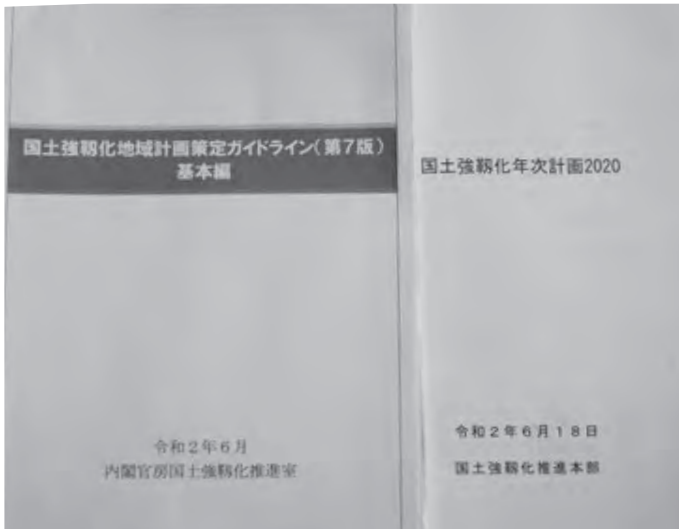 国土強靱化地域計画策定ガイドライン(第7版)
基本編
令和2年6月
内閣官房国土強靱化推進室
国土強靱化年次計画2020
令和2年6月18日
国土強靱化推進本部